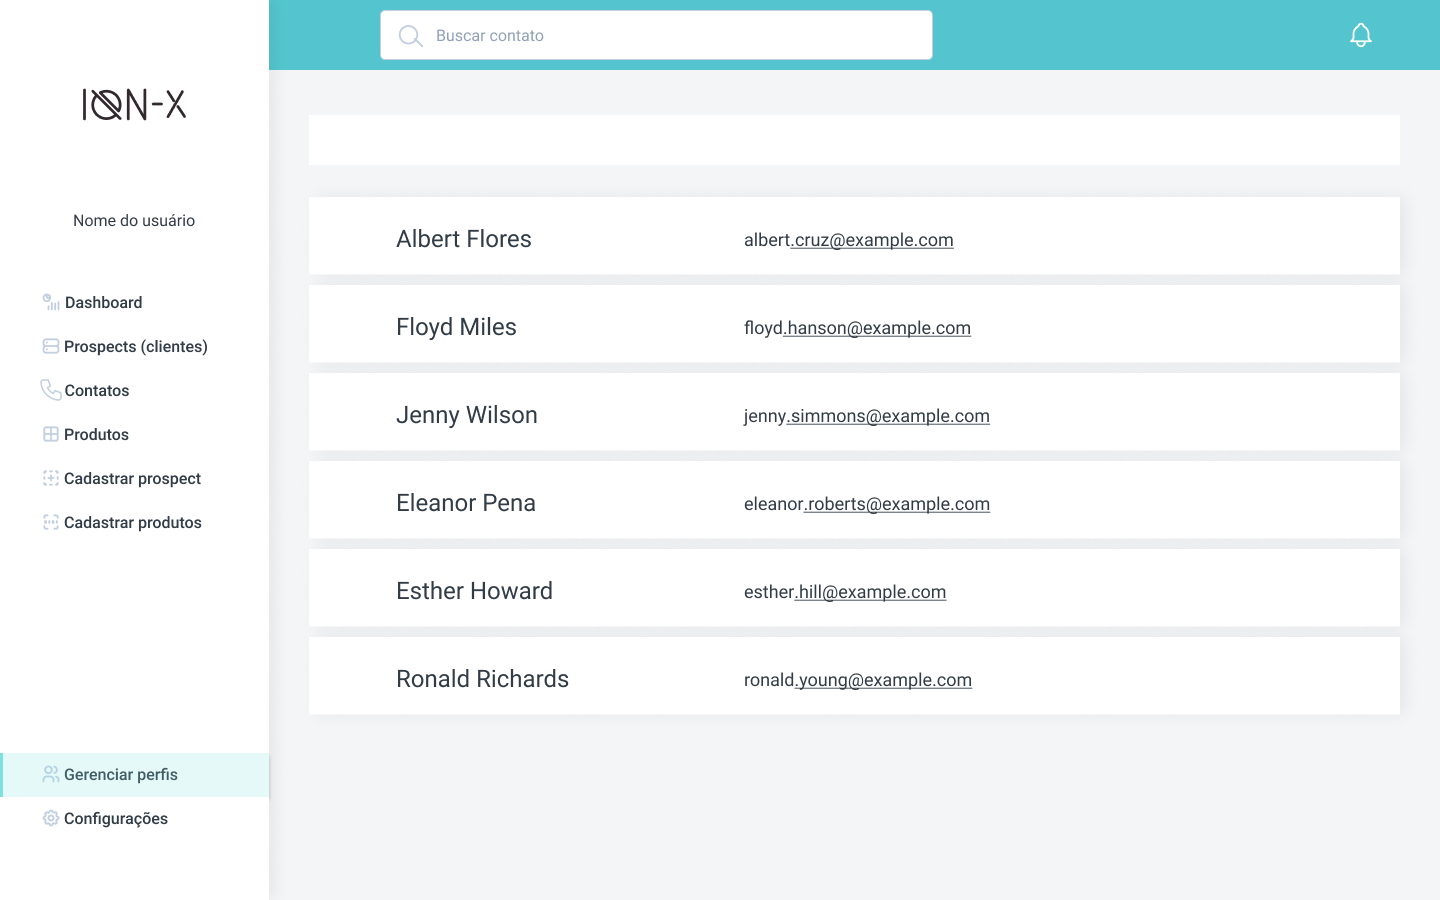 Buscar contato
ION-X
Nome do usuário
Dashboard
Prospects (clientes)
Contatos
Produtos
Cadastrar prospect
Cadastrar produtos
Gerenciar perfis
Configurações
Albert Flores albert.cruz@example.com
Floyd Miles floyd.hanson@example.com
Jenny Wilson jenny.simmons@example.com
Eleanor Pena eleanor.roberts@example.com
Esther Howard esther.hill@example.com
Ronald Richards ronald.young@example.com